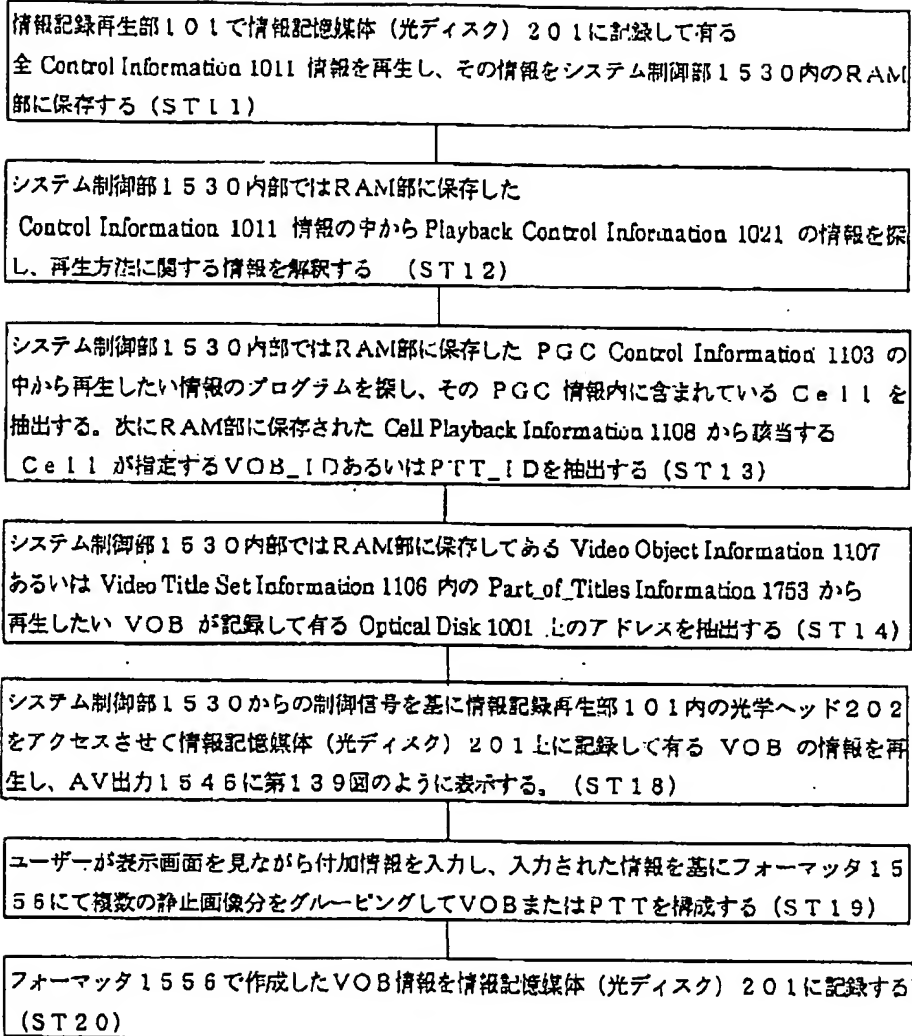 情報記録再生部101で情報記憶媒体（光ディスク）201に記録して有る
全 Control Information 1011 情報を再生し、その情報をシステム制御部1530内のRAM
部に保存する（ST11）
システム制御部1530内部ではRAM部に保存した
Control Information 1011 情報の中から Playback Control Information 1021 の情報を探
し、再生方法に関する情報を解釈する （ST12）
システム制御部1530内部ではRAM部に保存した PGC Control Information 1103 の
中から再生したい情報のプログラムを探し、その PGC 情報内に含まれている Cell を
抽出する。次にRAM部に保存された Cell Playback Information 1108 から該当する
Cell が指定するVOB_IDあるいはPTT_IDを抽出する（ST13）
システム制御部1530内部ではRAM部に保存してある Video Object Information 1107
あるいは Video Title Set Information 1106 内の Part_of_Titles Information 1753 から
再生したい VOB が記録して有る Optical Disk 1001 上のアドレスを抽出する（ST14）
システム制御部1530からの制御信号を基に情報記録再生部101内の光学ヘッド202
をアクセスさせて情報記憶媒体（光ディスク）201上に記録して有る VOB の情報を再
生し、AV出力1546に第139図のように表示する。（ST18）
ユーザーが表示画面を見ながら付加情報を入力し、入力された情報を基にフォーマッタ15
56にて複数の静止画像分をグルーピングしてVOBまたはPTTを構成する（ST19）
フォーマッタ1556で作成したVOB情報を情報記憶媒体（光ディスク）201に記録する
（ST20）